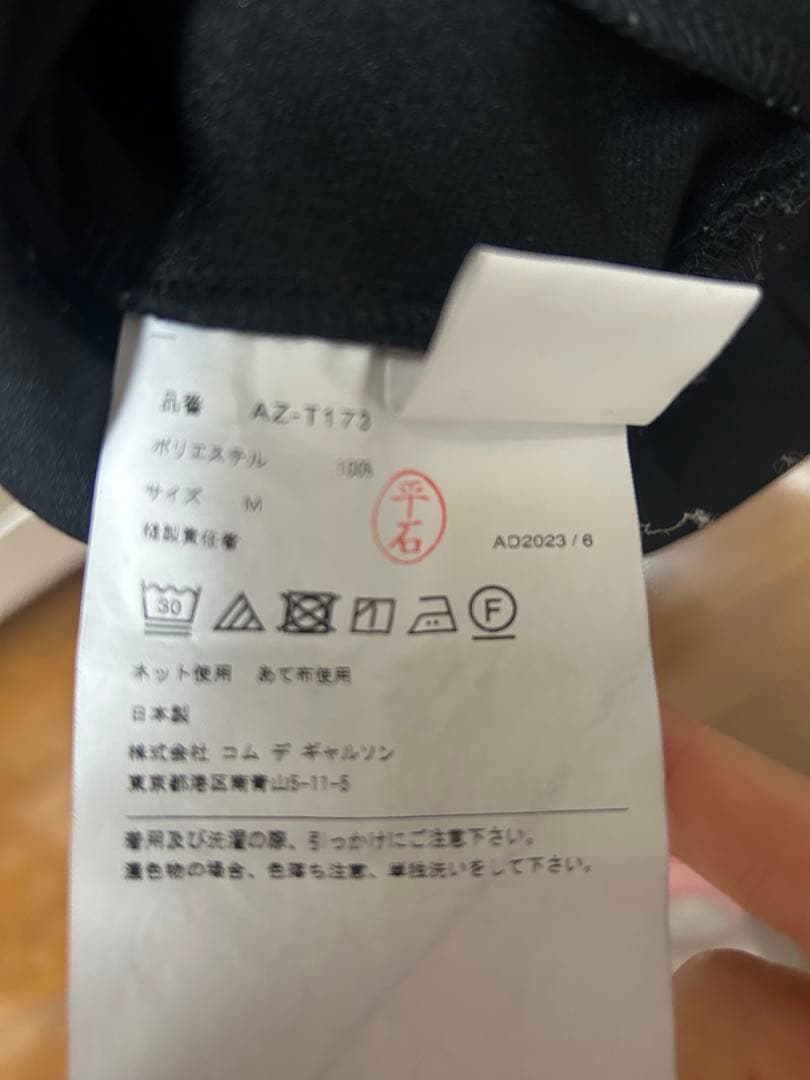 品番 AZ-T173
ポリエステル 100%
サイズ M
縫製責任者 平石 AD2023/6
30 F
ネット使用 あて布使用
日本製
株式会社 コム デ ギャルソン
東京都港区南青山5-11-5
着用及び洗濯の際、引っかけにご注意下さい。
濃色物の場合、色落ち注意、単独洗いをして下さい。